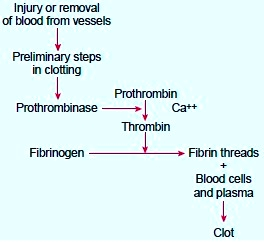 Injury or removal
of blood from vessels
Preliminary steps
in clotting
Prothrombin
Prothrombinase
Ca++
Thrombin
Fibrinogen
Fibrin threads
+
Blood cells
and plasma
Clot